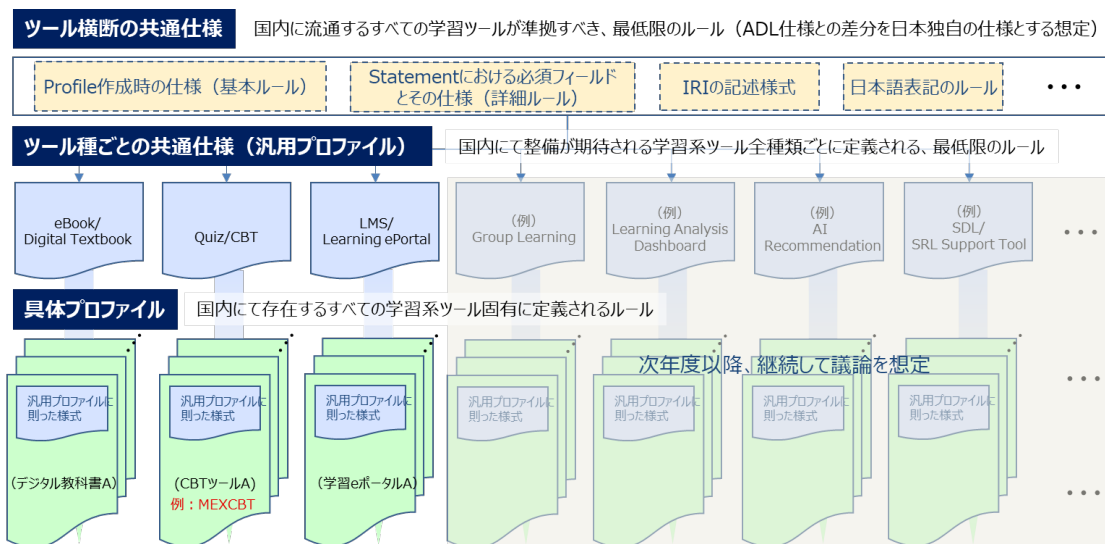 ツール横断の共通仕様
国内に流通するすべての学習ツールが準拠すべき、最低限のルール（ADL仕様との差分を日本独自の仕様とする想定）
Profile作成時の仕様（基本ルール）
Statementにおける必須フィールド
とその仕様（詳細ルール）
IRIの記述様式
日本語表記のルール
・・・
ツール種ごとの共通仕様（汎用プロファイル）
国内にて整備が期待される学習系ツール全種類ごとに定義される、最低限のルール
eBook/
Digital Textbook
Quiz/CBT
LMS/
Learning ePortal
（例）
Group Learning
（例）
Learning Analysis
Dashboard
（例）
AI
Recommendation
（例）
SDL/
SRL Support Tool
・・・
具体プロファイル
国内にて存在するすべての学習系ツール固有に定義されるルール
次年度以降、継続して議論を想定
汎用プロファイルに
則った様式
汎用プロファイルに
則った様式
汎用プロファイルに
則った様式
汎用プロファイルに
則った様式
汎用プロファイルに
則った様式
汎用プロファイルに
則った様式
汎用プロファイルに
則った様式
・・・
（デジタル教科書A）
（CBTツールA）
例：MEXCBT
（学習eポータルA）
・・・